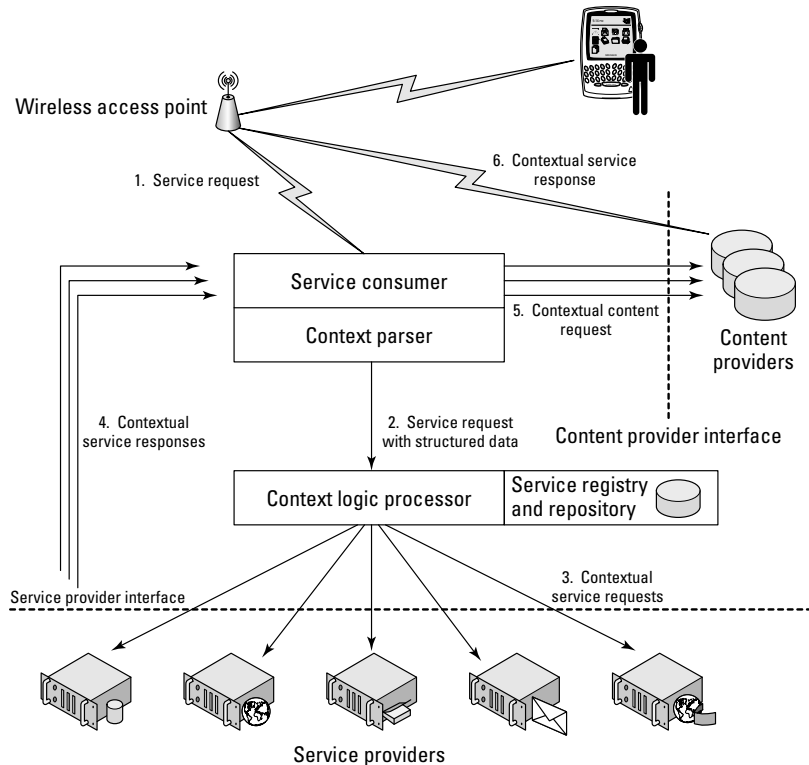 Wireless access point
1. Service request
6. Contextual service
response
Service consumer
Context parser
5. Contextual content
request
Content
providers
4. Contextual
service responses
2. Service request
with structured data
Content provider interface
Context logic processor
Service registry
and repository
Service provider interface
3. Contextual
service requests
Service providers